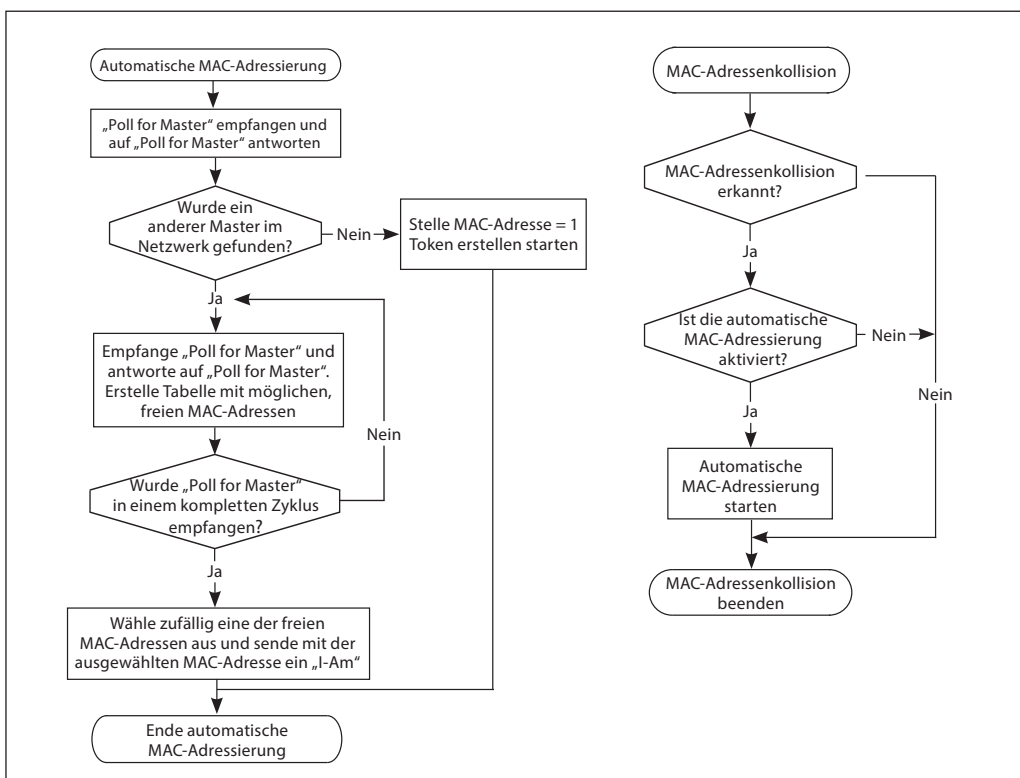 Automatische MAC-Adressierung
„Poll for Master“ empfangen und
auf „Poll for Master“ antworten
Wurde ein
anderer Master im
Netzwerk gefunden?
Nein
Stelle MAC-Adresse = 1
Token erstellen starten
Ja
Empfange „Poll for Master“ und
antworte auf „Poll for Master“.
Erstelle Tabelle mit möglichen,
freien MAC-Adressen
Nein
Wurde „Poll for Master“
in einem kompletten Zyklus
empfangen?
Ja
Wähle zufällig eine der freien
MAC-Adressen aus und sende mit der
ausgewählten MAC-Adresse ein „I-Am“
Ende automatische
MAC-Adressierung
MAC-Adressenkollision
MAC-Adressenkollision
erkannt?
Ja
Ist die automatische
MAC-Adressierung
aktiviert?
Nein
Nein
Ja
Automatische
MAC-Adressierung
starten
MAC-Adressenkollision
beenden